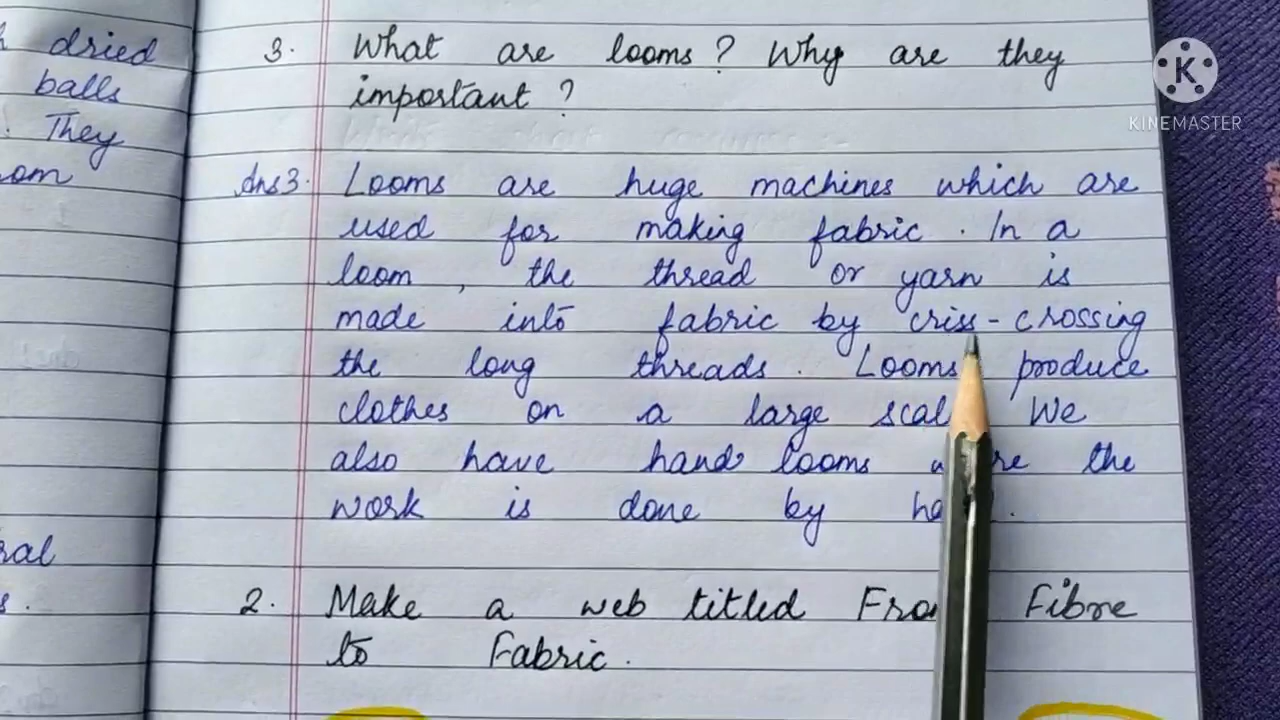 dried
balls
They
3. What are looms? Why are they
important?
Ans3. Looms are huge machines which are
used for making fabric. In a
loom, the thread or yarn is
made into fabric by criss-crossing
the long threads. Looms produce
clothes on a large We
also have hand looms the
work is done by
2. Make a web titled Fibre
to Fabric.
K
KINEMASTER